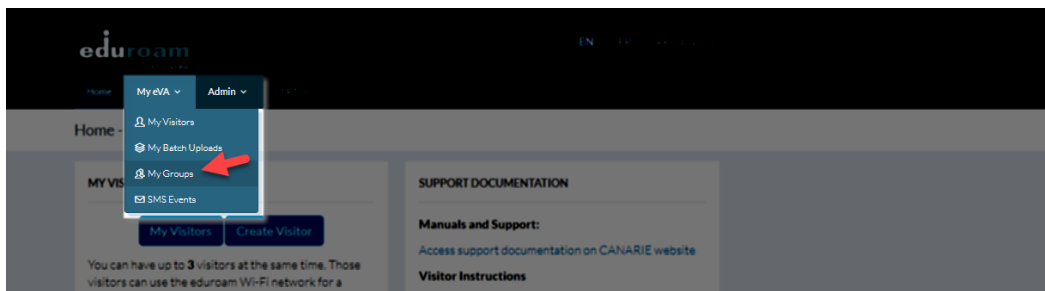 eduroam
EN
Home
My eVA
Admin
Home -
My Visitors
My Batch Uploads
My Groups
SMS Events
MY VIS
My Visitors
Create Visitor
You can have up to 3 visitors at the same time. Those
visitors can use the eduroam Wi-Fi network for a
SUPPORT DOCUMENTATION
Manuals and Support:
Access support documentation on CANARIE website
Visitor Instructions